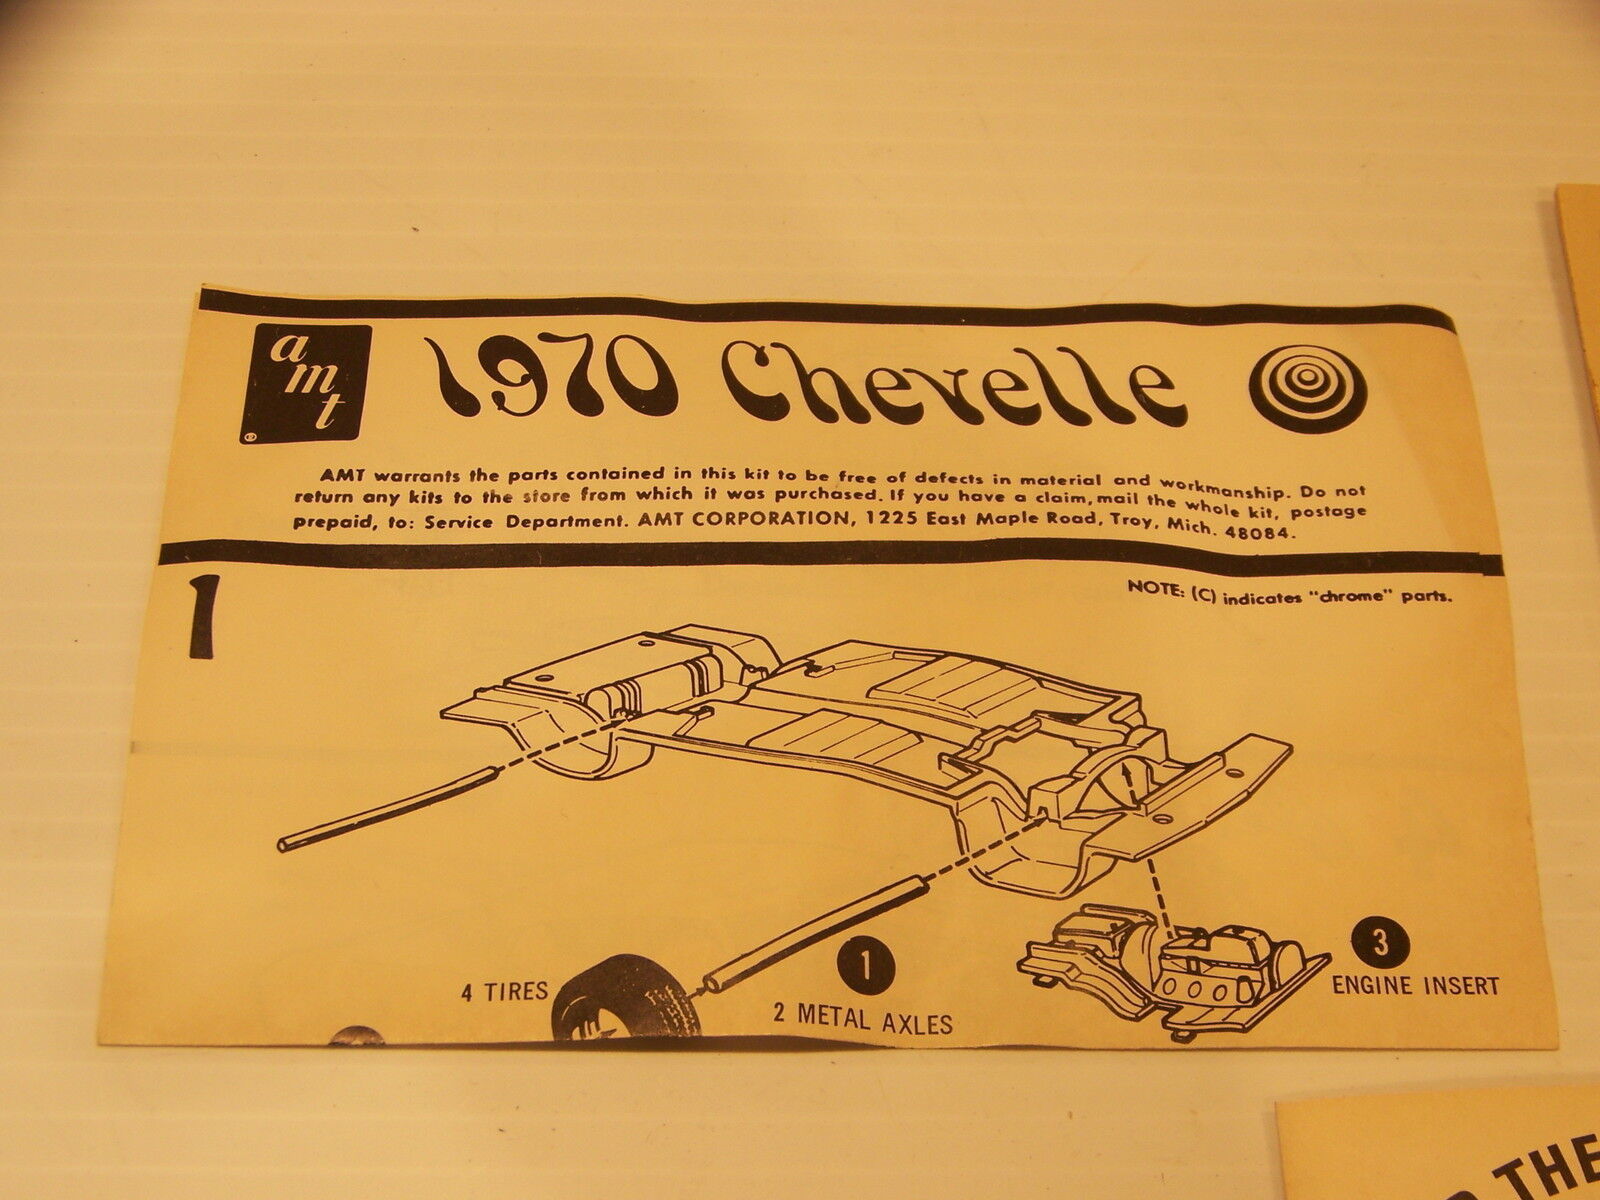 amt
®
1970 Chevelle
AMT warrants the parts contained in this kit to be free of defects in material and workmanship. Do not
return any kits to the store from which it was purchased. If you have a claim, mail the whole kit, postage
prepaid, to: Service Department. AMT CORPORATION, 1225 East Maple Road, Troy, Mich. 48084.
1
NOTE: (C) indicates "chrome" parts.
4 TIRES
1
2 METAL AXLES
3
ENGINE INSERT
THE